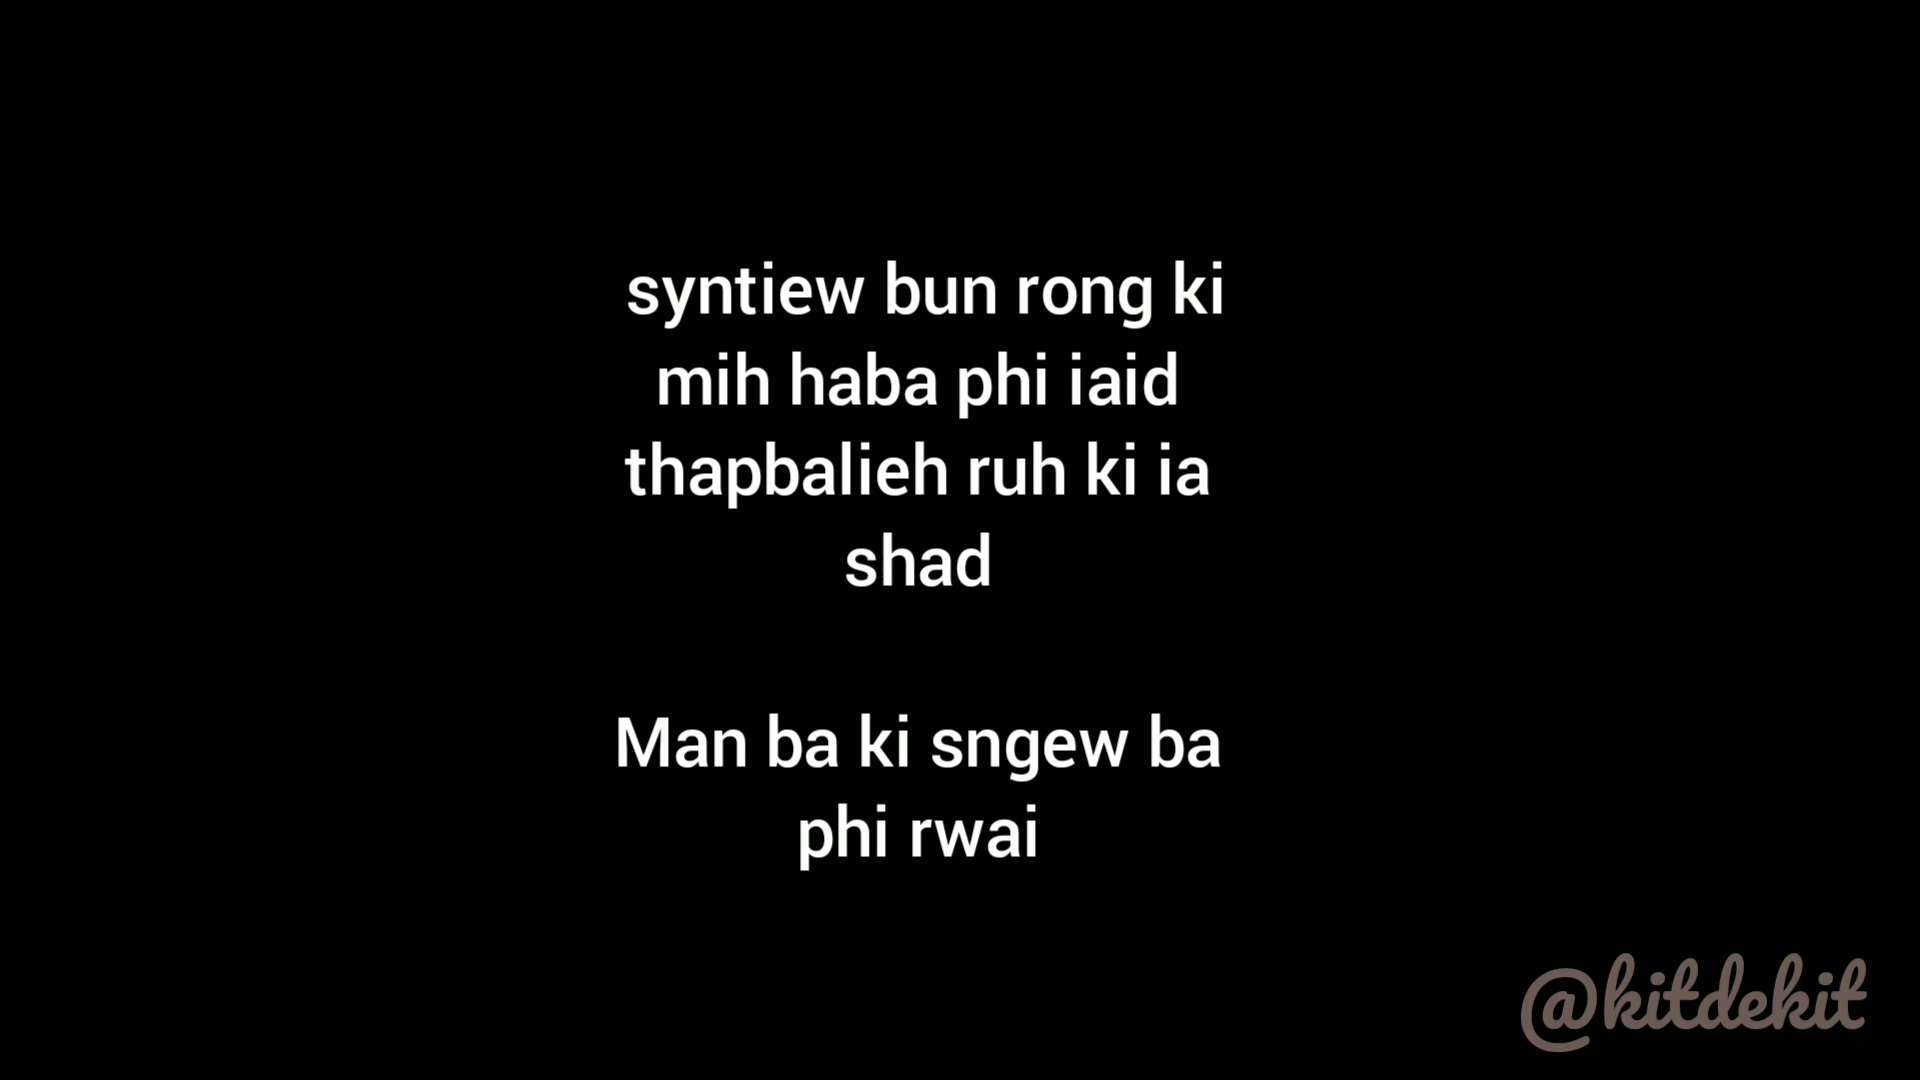 syntiew bun rong ki
mih haba phi iaid
thapbalieh ruh ki ia
shad
Man ba ki sngew ba
phi rwai
@kitdekit